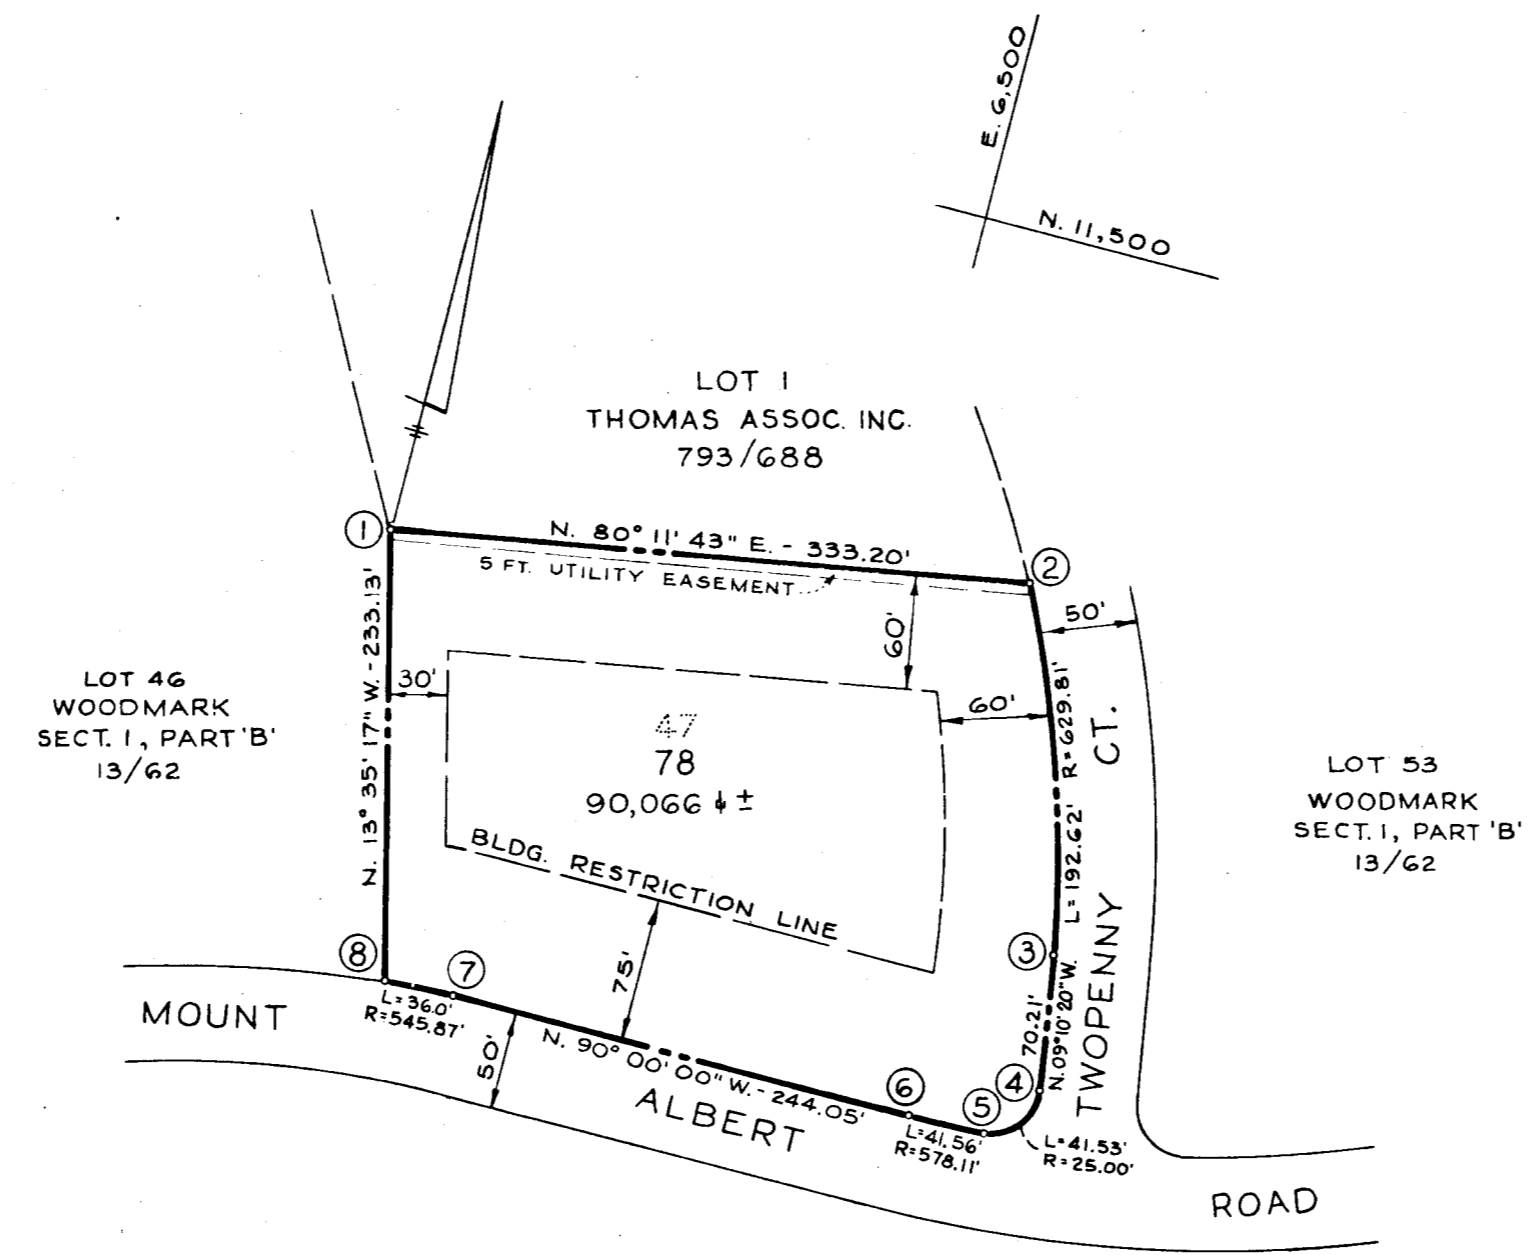 E. 6,500
N. 11,500
LOT 1
THOMAS ASSOC. INC.
793/688
1
N. 80° 11' 43" E. - 333.20'
2
5 FT. UTILITY EASEMENT
50'
60'
N. 13° 35' 17" W. - 233.13'
30'
60'
LOT 46
WOODMARK
SECT. 1, PART 'B'
13/62
47
78
90,066 ±
BLDG. RESTRICTION LINE
L=192.62' R=629.81'
TWOPENNY CT.
LOT 53
WOODMARK
SECT. 1, PART 'B'
13/62
75'
3
8
7
L=36.0'
R=545.87'
70.21'
N.09°10'20"W.
MOUNT
50'
N. 90° 00' 00" W. - 244.05'
4
6
5
ALBERT
L=41.56'
R=578.11'
L=41.53'
R=25.00'
ROAD